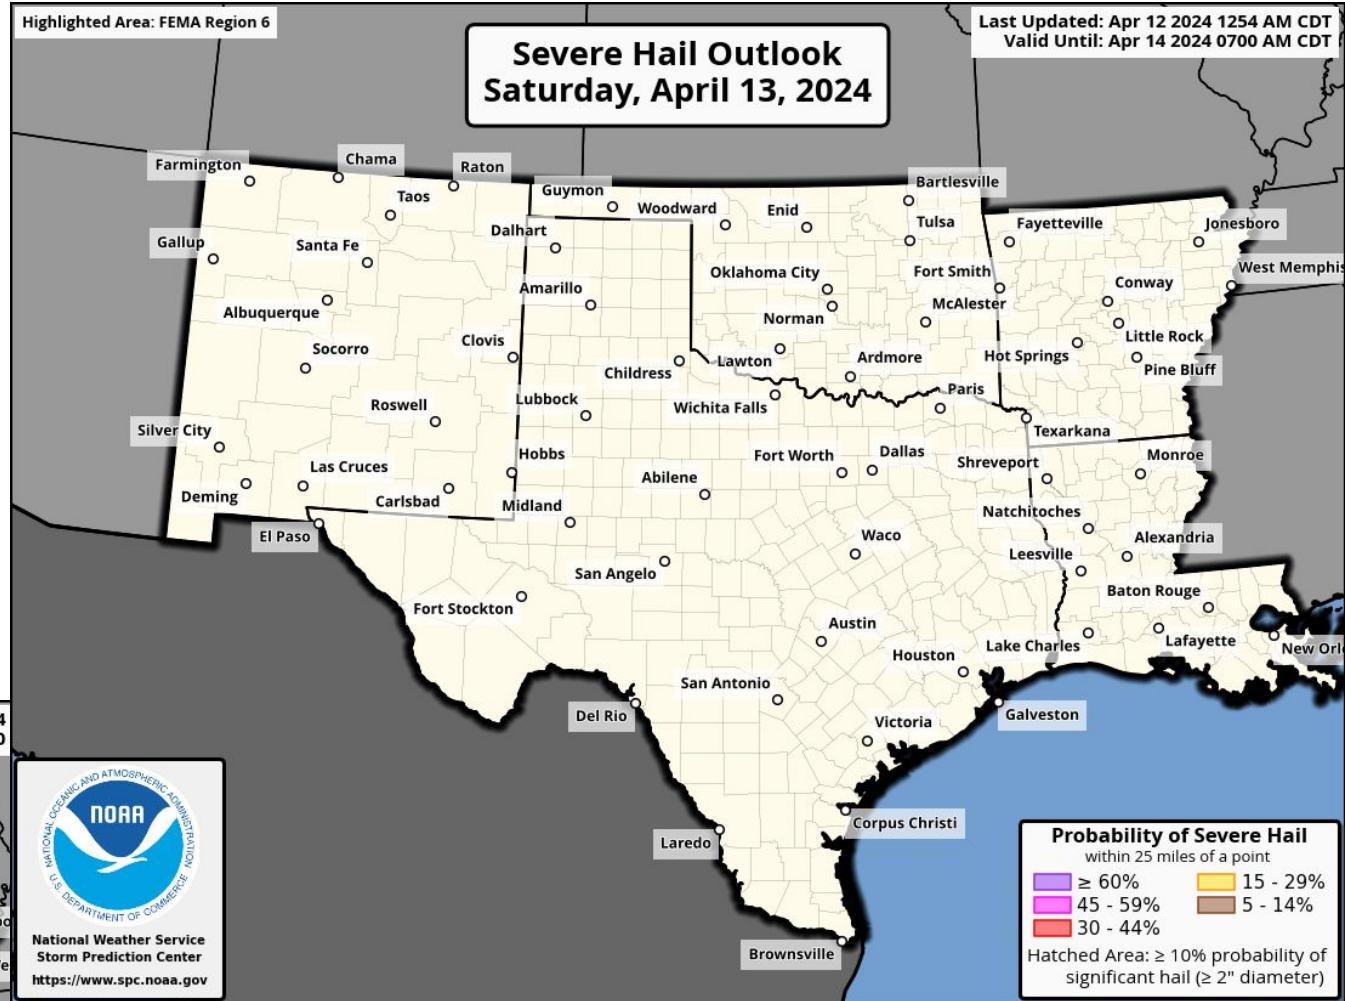 Highlighted Area: FEMA Region 6
Severe Hail Outlook
Saturday, April 13, 2024
Last Updated: Apr 12 2024 1254 AM CDT
Valid Until: Apr 14 2024 0700 AM CDT
Farmington
Chama
Raton
Taos
Guymon
Woodward
Enid
Bartlesville
Gallup
Santa Fe
Dalhart
Tulsa
Fayetteville
Jonesboro
Albuquerque
Amarillo
Oklahoma City
Fort Smith
West Memphis
Norman
McAlester
Conway
Socorro
Clovis
Childress
Lawton
Ardmore
Hot Springs
Little Rock
Pine Bluff
Roswell
Lubbock
Wichita Falls
Paris
Texarkana
Silver City
Las Cruces
Hobbs
Abilene
Fort Worth
Dallas
Shreveport
Monroe
Deming
Carlsbad
Midland
Natchitoches
El Paso
San Angelo
Waco
Leesville
Alexandria
Fort Stockton
Baton Rouge
Austin
Houston
Lake Charles
Lafayette
New Orl
San Antonio
Del Rio
Victoria
Galveston
Laredo
Corpus Christi
Brownsville
4
0
NATIONAL OCEANIC AND ATMOSPHERIC ADMINISTRATION
NOAA
U.S. DEPARTMENT OF COMMERCE
National Weather Service
Storm Prediction Center
https://www.spc.noaa.gov
Probability of Severe Hail
within 25 miles of a point
≥ 60%
15 - 29%
45 - 59%
5 - 14%
30 - 44%
Hatched Area: ≥ 10% probability of
significant hail (≥ 2" diameter)